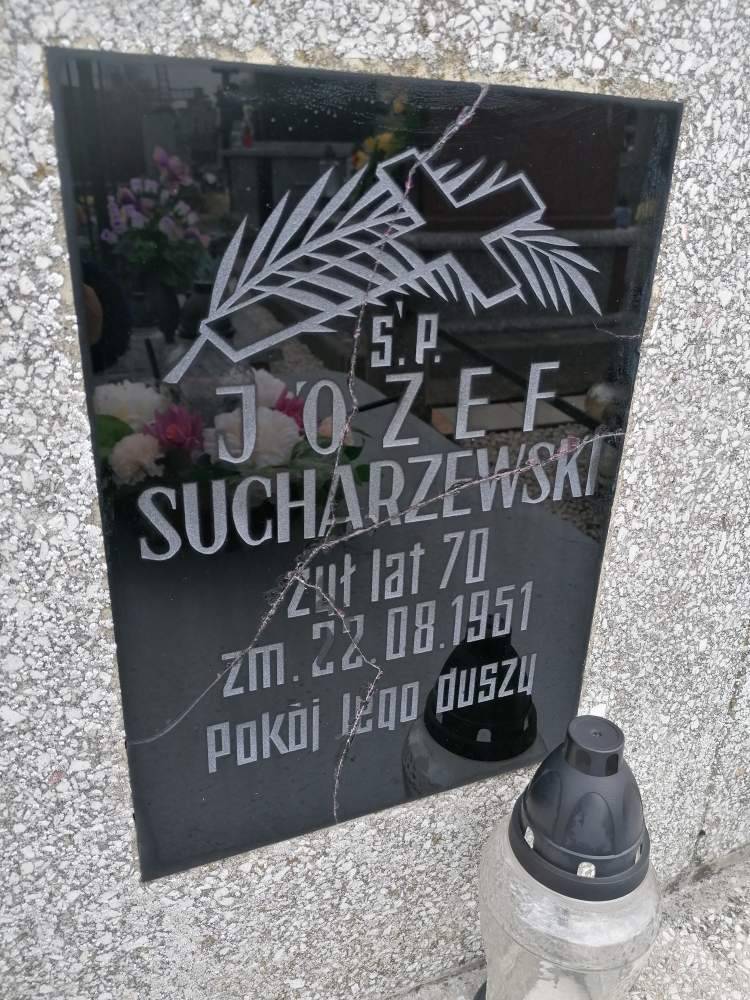 Ś.P.
JÓZEF
SUCHARZEWSKI
żył lat 70
zm. 22 08.1951
Pokój Jego duszy